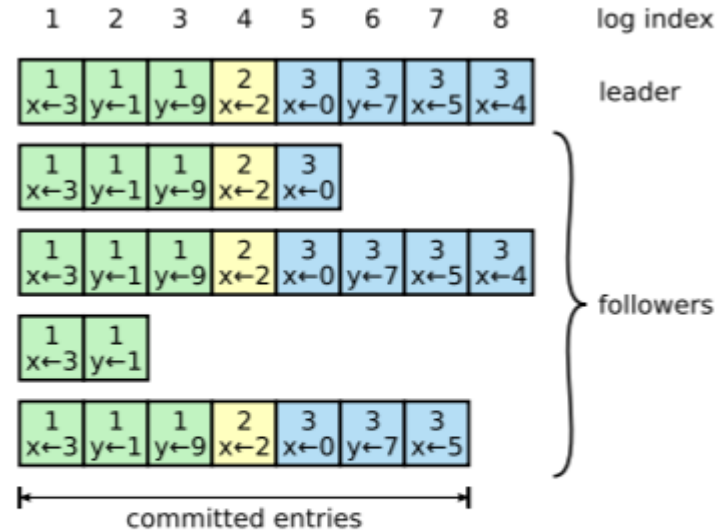 1 2 3 4 5 6 7 8 log index
1 1 1 2 3 3 3 3
x←3 y←1 y←9 x←2 x←0 y←7 x←5 x←4
leader
1 1 1 2 3
x←3 y←1 y←9 x←2 x←0
1 1 1 2 3 3 3 3
x←3 y←1 y←9 x←2 x←0 y←7 x←5 x←4
followers
1 1
x←3 y←1
1 1 1 2 3 3 3
x←3 y←1 y←9 x←2 x←0 y←7 x←5
committed entries